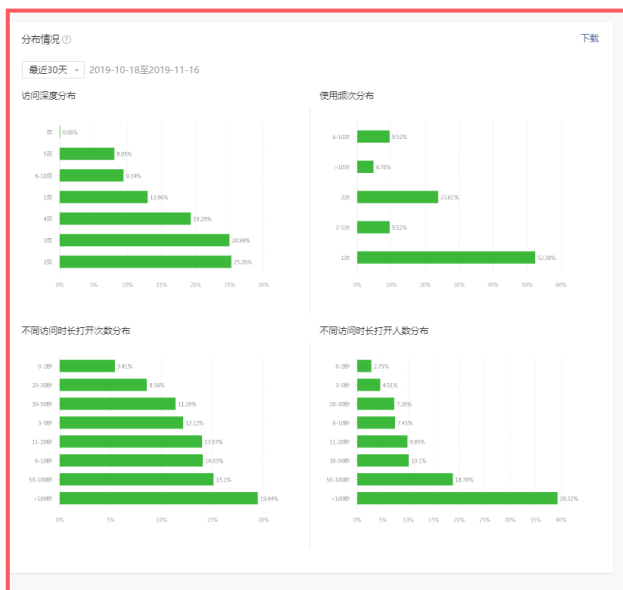 分布情况
下载
最近30天
2019-10-18至2019-11-16
访问深度分布
页
0.06%
5页
8.05%
6-10页
9.39%
1页
12.96%
4页
19.29%
3页
24.99%
2页
25.26%
0% 5% 10% 15% 20% 25% 30%
使用频次分布
6-10次
9.52%
>10次
4.76%
2次
23.81%
3-5次
9.52%
1次
52.38%
0% 10% 20% 30% 40% 50% 60%
不同访问时长打开次数分布
0-2秒
5.41%
20-30秒
8.56%
30-50秒
11.38%
3-5秒
12.12%
11-20秒
13.97%
6-10秒
14.03%
50-100秒
15.1%
>100秒
19.44%
0% 5% 10% 15% 20%
不同访问时长打开人数分布
0-2秒
2.75%
3-5秒
4.51%
20-30秒
7.26%
6-10秒
7.43%
11-20秒
9.85%
30-50秒
10.1%
50-100秒
18.78%
>100秒
39.32%
0% 5% 10% 15% 20% 25% 30% 35% 40%